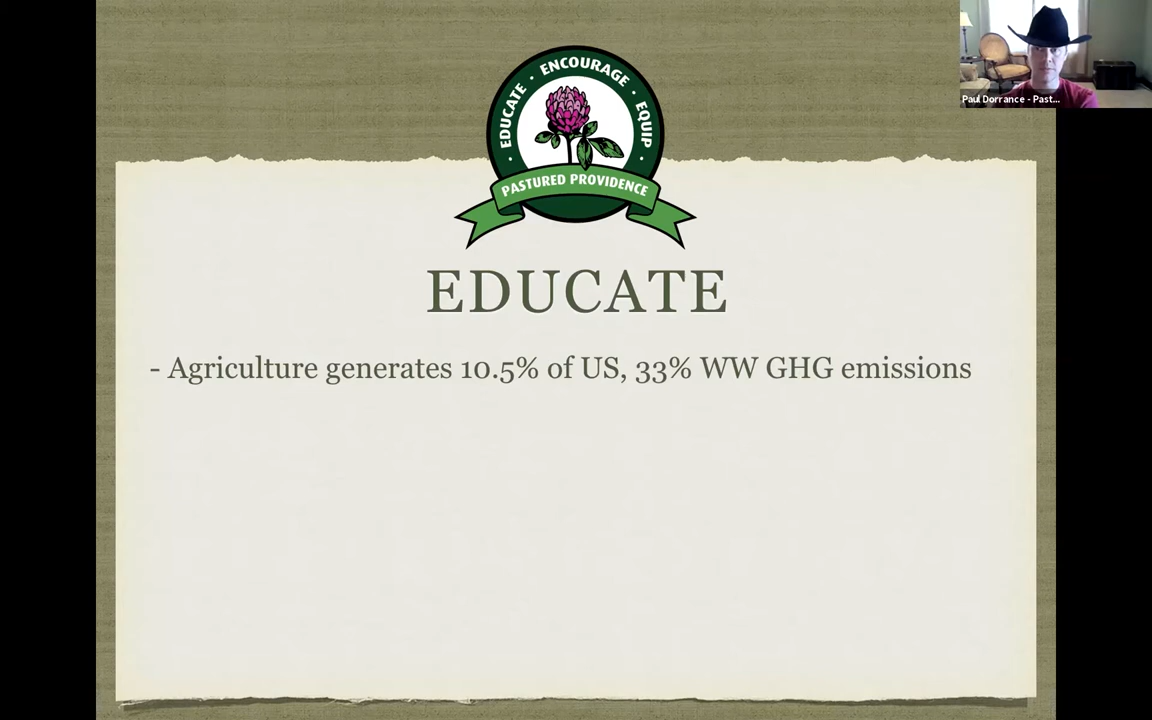 EDUCATE · ENCOURAGE · EQUIP
PASTURED PROVIDENCE
Paul Dorrance - Past...
EDUCATE
- Agriculture generates 10.5% of US, 33% WW GHG emissions